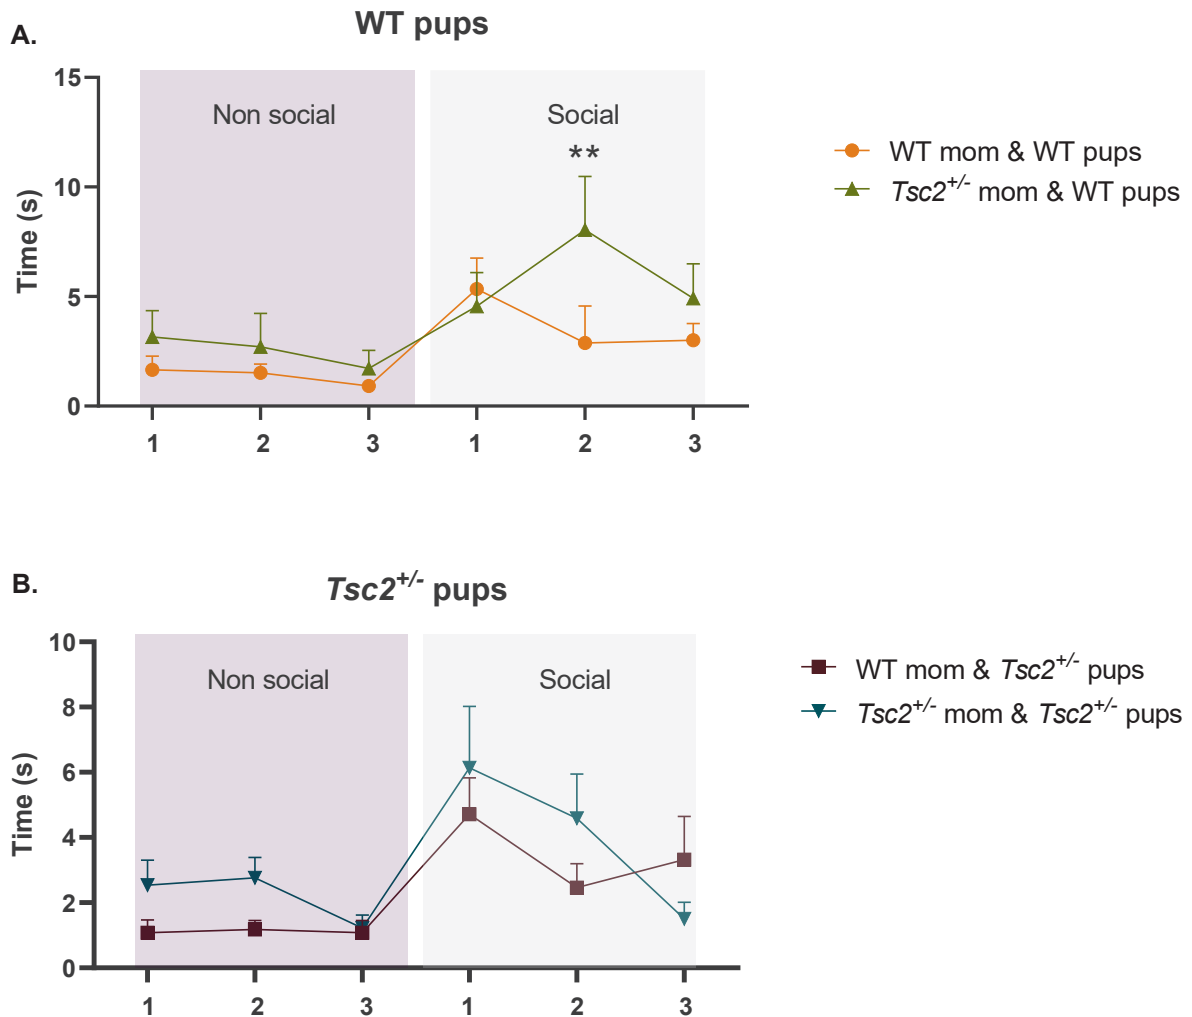 A.
WT pups
15
10
5
0
Time (s)
Non social
Social
**
1 2 3 1 2 3
WT mom & WT pups
Tsc2+/- mom & WT pups
B.
Tsc2+/- pups
10
8
6
4
2
0
Time (s)
Non social
Social
1 2 3 1 2 3
WT mom & Tsc2+/- pups
Tsc2+/- mom & Tsc2+/- pups